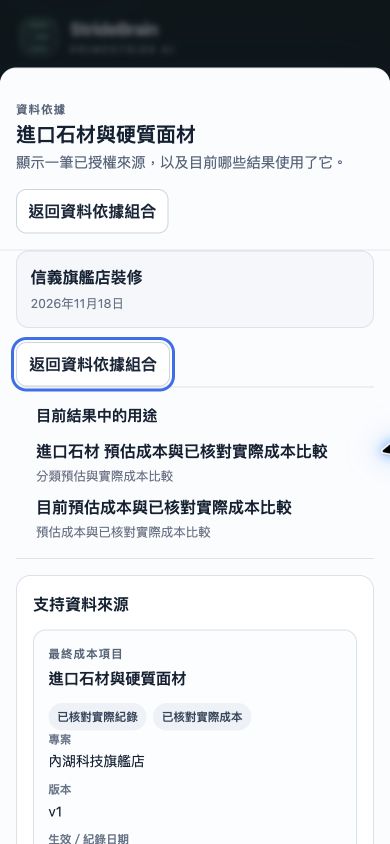 StrideBrain
資料依據
進口石材與硬質面材
顯示一筆已授權來源，以及目前哪些結果使用了它。
返回資料依據組合
信義旗艦店裝修
2026年11月18日
返回資料依據組合
目前結果中的用途
進口石材 預估成本與已核對實際成本比較
分類預估與實際成本比較
目前預估成本與已核對實際成本比較
預估成本與已核對實際成本比較
支持資料來源
最終成本項目
進口石材與硬質面材
已核對實際紀錄 已核對實際成本
專案
內湖科技旗艦店
版本
v1
生效 / 紀錄日期